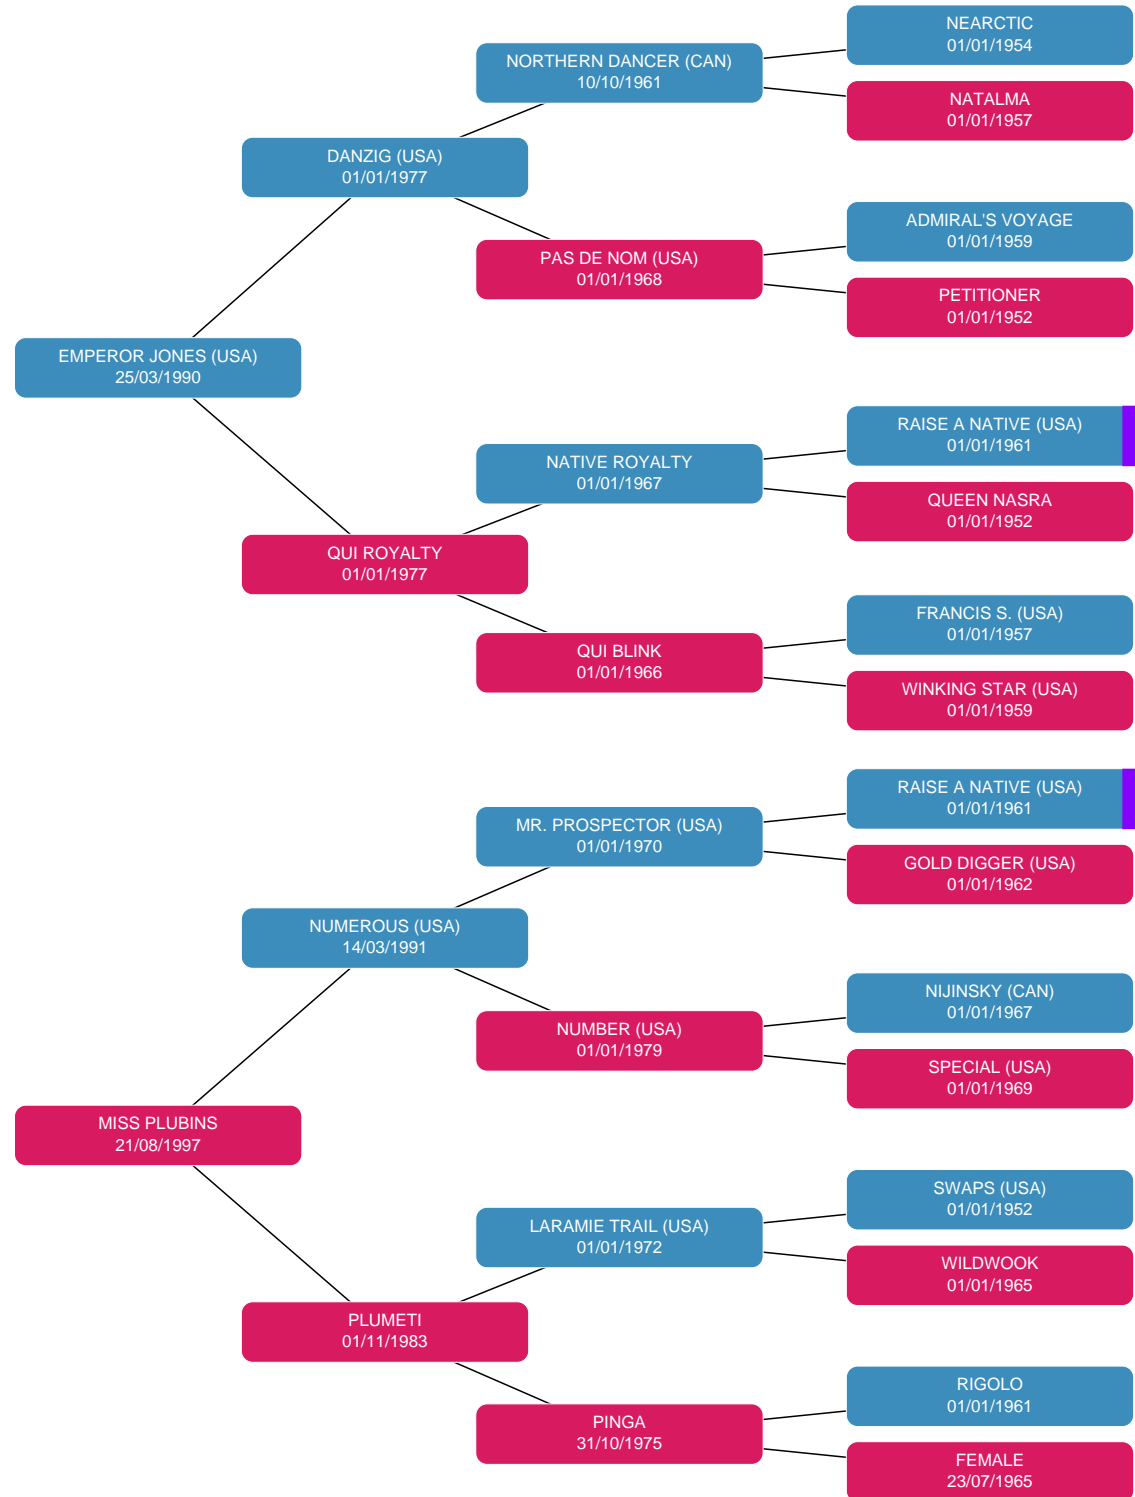 NEARCTIC
01/01/1954
NORTHERN DANCER (CAN)
10/10/1961
NATALMA
01/01/1957
DANZIG (USA)
01/01/1977
ADMIRAL'S VOYAGE
01/01/1959
PAS DE NOM (USA)
01/01/1968
PETITIONER
01/01/1952
EMPEROR JONES (USA)
25/03/1990
RAISE A NATIVE (USA)
01/01/1961
NATIVE ROYALTY
01/01/1967
QUEEN NASRA
01/01/1952
QUI ROYALTY
01/01/1977
FRANCIS S. (USA)
01/01/1957
QUI BLINK
01/01/1966
WINKING STAR (USA)
01/01/1959
RAISE A NATIVE (USA)
01/01/1961
MR. PROSPECTOR (USA)
01/01/1970
GOLD DIGGER (USA)
01/01/1962
NUMEROUS (USA)
14/03/1991
NIJINSKY (CAN)
01/01/1967
NUMBER (USA)
01/01/1979
SPECIAL (USA)
01/01/1969
MISS PLUBINS
21/08/1997
SWAPS (USA)
01/01/1952
LARAMIE TRAIL (USA)
01/01/1972
WILDWOOK
01/01/1965
PLUMETI
01/11/1983
RIGOLO
01/01/1961
PINGA
31/10/1975
FEMALE
23/07/1965